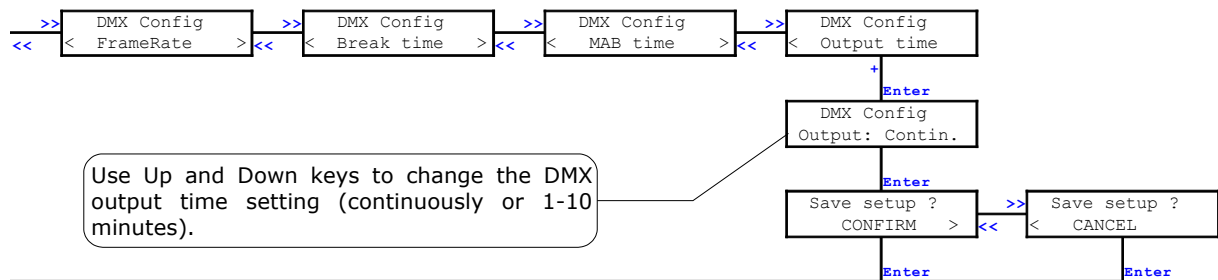 >> DMX Config >> DMX Config >> DMX Config >> DMX Config
<< < FrameRate > << < Break time > << < MAB time > << < Output time
+
Enter
DMX Config
Output: Contin.
Use Up and Down keys to change the DMX
output time setting (continuously or 1-10
minutes).
Enter
Save setup ? >> Save setup ?
CONFIRM > << < CANCEL
Enter Enter